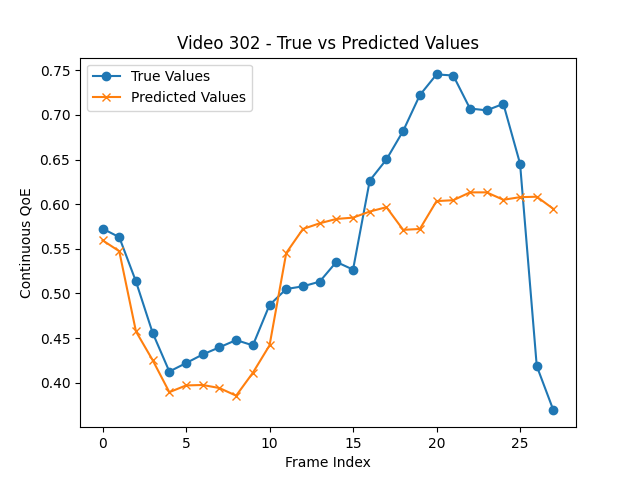 Video 302 - True vs Predicted Values
True Values
Predicted Values
0.75
0.70
0.65
0.60
0.55
0.50
0.45
0.40
Continuous QoE
0 5 10 15 20 25
Frame Index